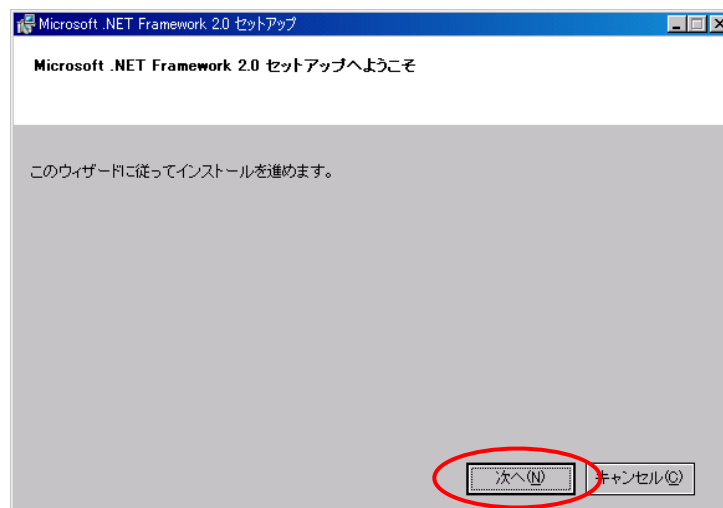 Microsoft .NET Framework 2.0 セットアップ
Microsoft .NET Framework 2.0 セットアップへようこそ
このウィザードに従ってインストールを進めます。
次へ(N)
キャンセル(C)